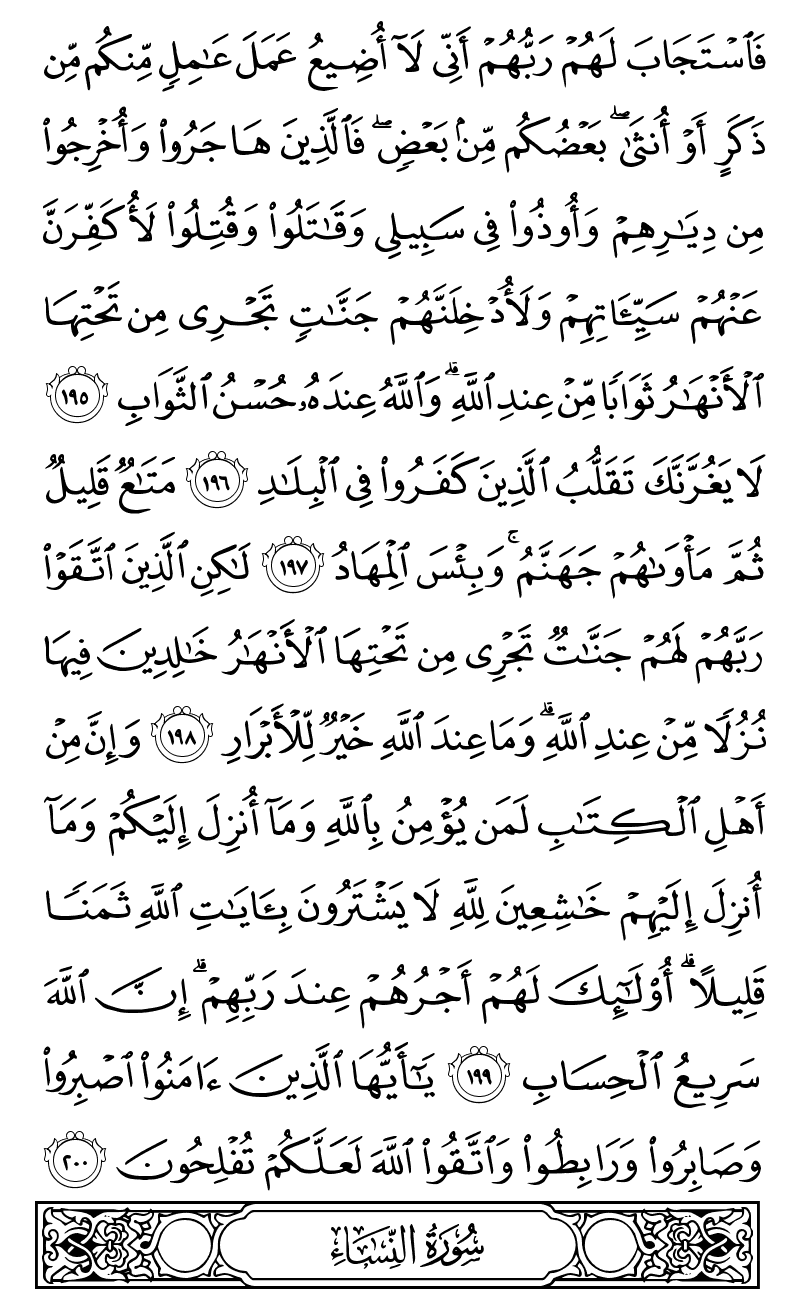 فَٱسْتَجَابَ لَهُمْ رَبُّهُمْ أَنِّى لَآ أُضِيعُ عَمَلَ عَـٰمِلٍ مِّنكُم مِّن
ذَكَرٍ أَوْ أُنثَىٰ ۖ بَعْضُكُم مِّنۢ بَعْضٍ ۖ فَٱلَّذِينَ هَاجَرُوا۟ وَأُخْرِجُوا۟
مِن دِيَـٰرِهِمْ وَأُوذُوا۟ فِى سَبِيلِى وَقَـٰتَلُوا۟ وَقُتِلُوا۟ لَأُكَفِّرَنَّ
عَنْهُمْ سَيِّـَٔاتِهِمْ وَلَأُدْخِلَنَّهُمْ جَنَّـٰتٍ تَجْرِى مِن تَحْتِهَا
ٱلْأَنْهَـٰرُ ثَوَابًا مِّنْ عِندِ ٱللَّهِ ۗ وَٱللَّهُ عِندَهُۥ حُسْنُ ٱلثَّوَابِ ١٩٥
لَا يَغُرَّنَّكَ تَقَلُّبُ ٱلَّذِينَ كَفَرُوا۟ فِى ٱلْبِلَـٰدِ ١٩٦ مَتَـٰعٌ قَلِيلٌ
ثُمَّ مَأْوَىٰهُمْ جَهَنَّمُ ۚ وَبِئْسَ ٱلْمِهَادُ ١٩٧ لَـٰكِنِ ٱلَّذِينَ ٱتَّقَوْا۟
رَبَّهُمْ لَهُمْ جَنَّـٰتٌ تَجْرِى مِن تَحْتِهَا ٱلْأَنْهَـٰرُ خَـٰلِدِينَ فِيهَا
نُزُلًا مِّنْ عِندِ ٱللَّهِ ۗ وَمَا عِندَ ٱللَّهِ خَيْرٌ لِّلْأَبْرَارِ ١٩٨ وَإِنَّ مِنْ
أَهْلِ ٱلْكِتَـٰبِ لَمَن يُؤْمِنُ بِٱللَّهِ وَمَآ أُنزِلَ إِلَيْكُمْ وَمَآ
أُنزِلَ إِلَيْهِمْ خَـٰشِعِينَ لِلَّهِ لَا يَشْتَرُونَ بِـَٔايَـٰتِ ٱللَّهِ ثَمَنًا
قَلِيلًا ۗ أُو۟لَـٰٓئِكَ لَهُمْ أَجْرُهُمْ عِندَ رَبِّهِمْ ۗ إِنَّ ٱللَّهَ
سَرِيعُ ٱلْحِسَابِ ١٩٩ يَـٰٓأَيُّهَا ٱلَّذِينَ ءَامَنُوا۟ ٱصْبِرُوا۟
وَصَابِرُوا۟ وَرَابِطُوا۟ وَٱتَّقُوا۟ ٱللَّهَ لَعَلَّكُمْ تُفْلِحُونَ ٢٠٠
سُورَةُ النِّسَاءِ